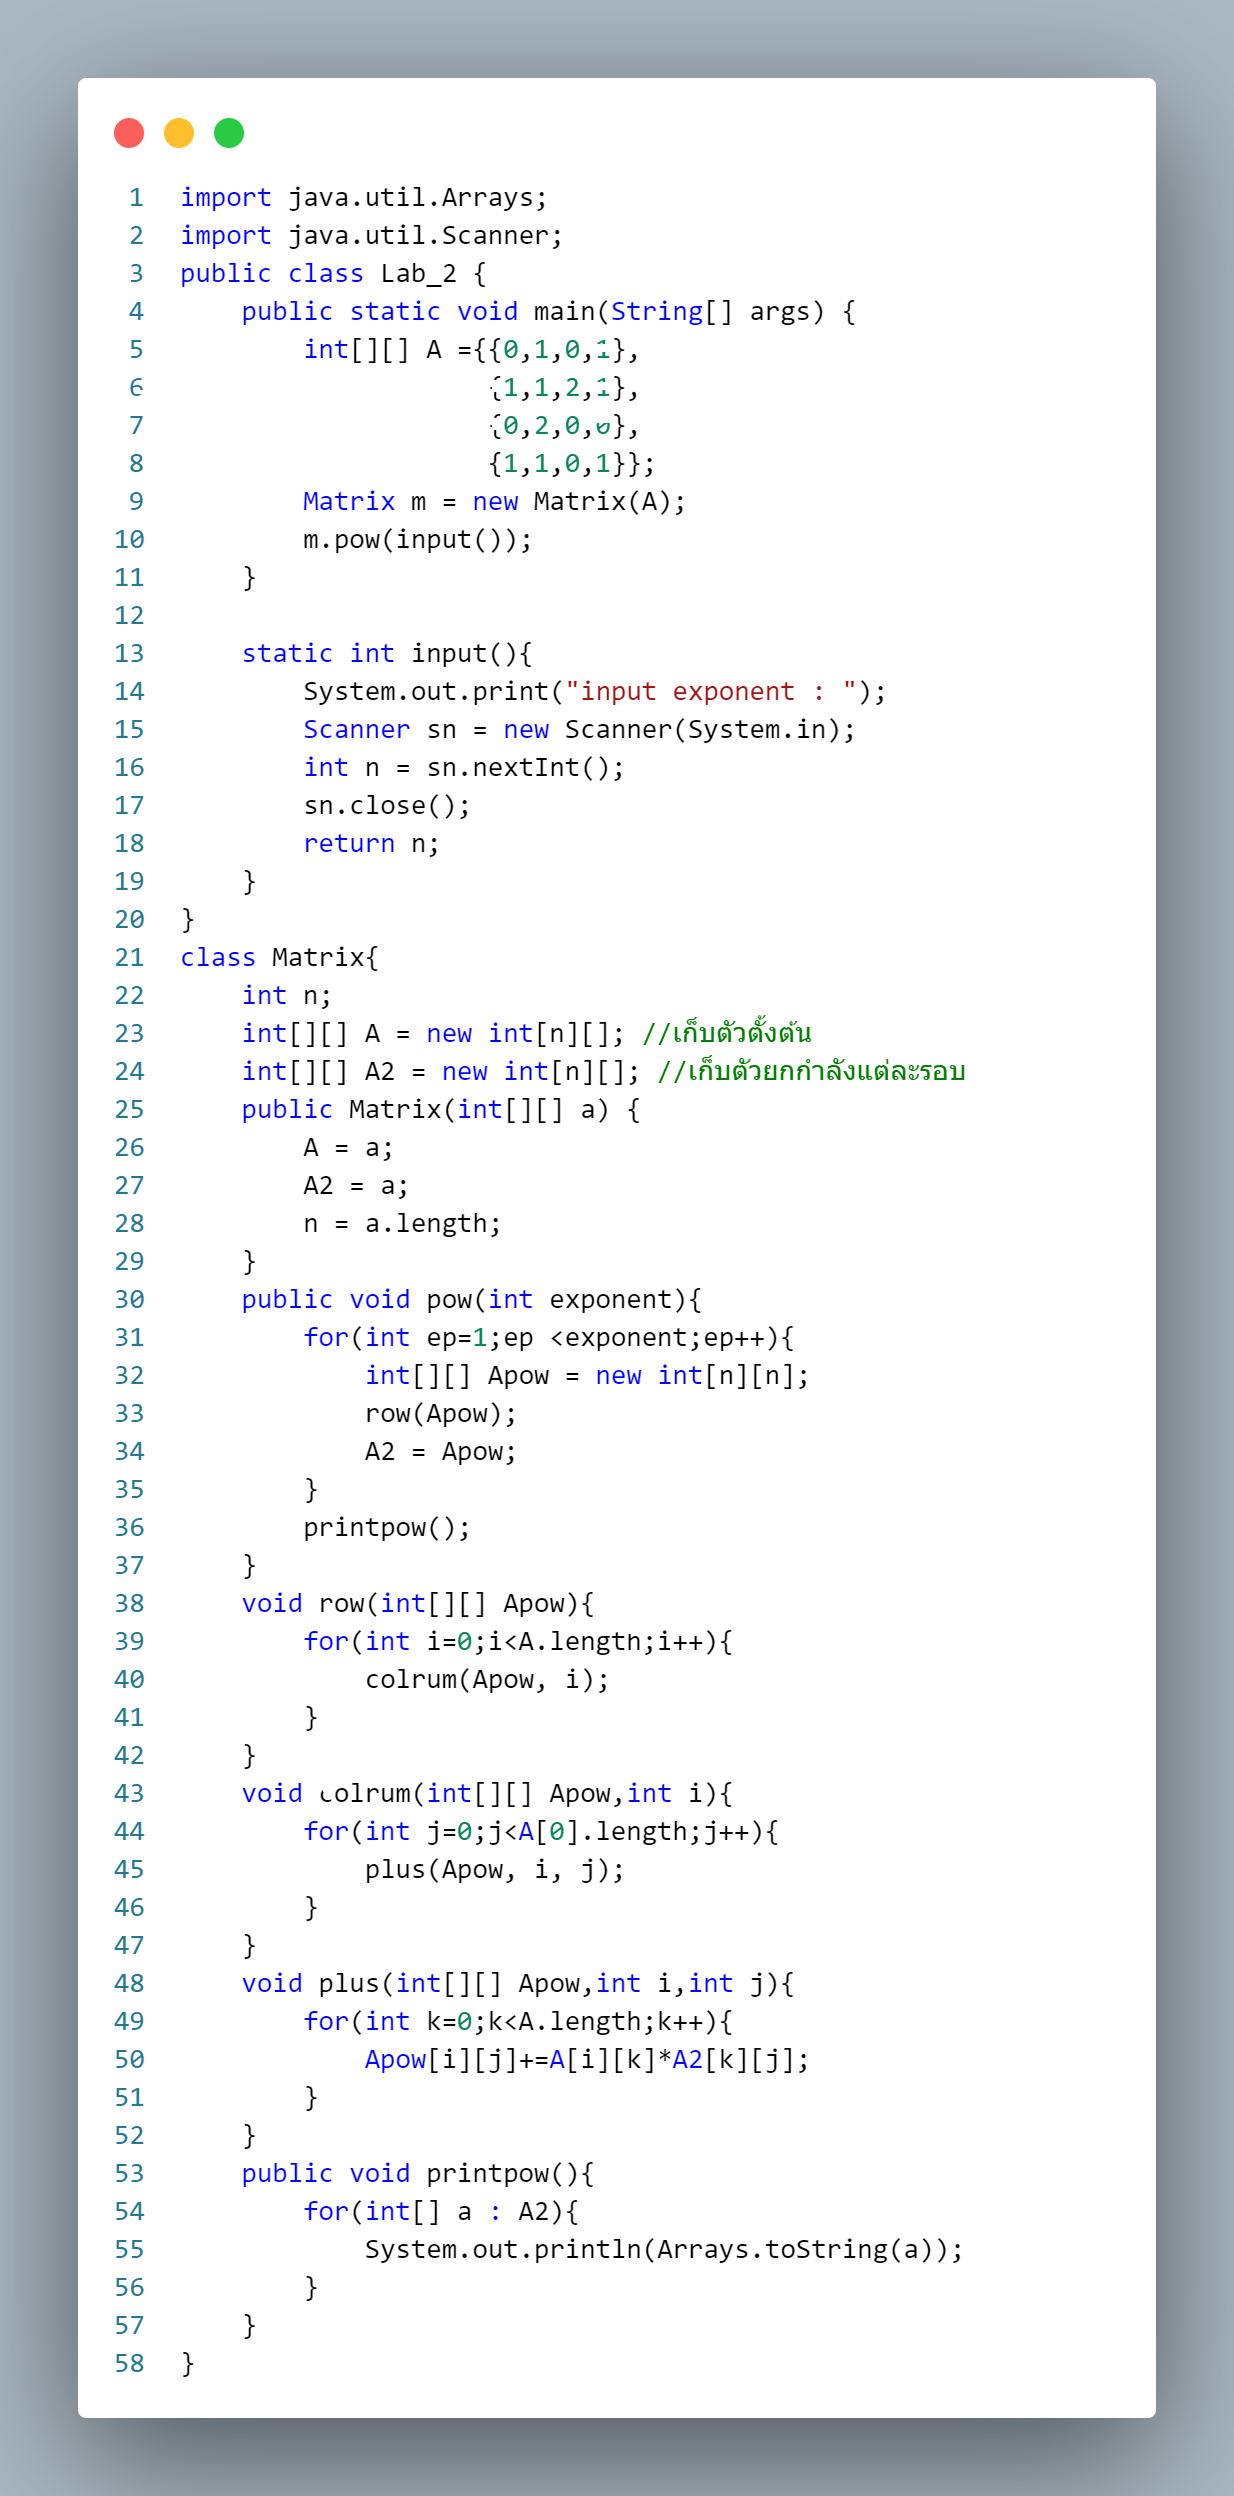 1 import java.util.Arrays;
2 import java.util.Scanner;
3 public class Lab_2 {
4     public static void main(String[] args) {
5         int[][] A ={{0,1,0,1},
6                     {1,1,2,1},
7                     {0,2,0,0},
8                     {1,1,0,1}};
9         Matrix m = new Matrix(A);
10         m.pow(input());
11     }
12
13     static int input(){
14         System.out.print("input exponent : ");
15         Scanner sn = new Scanner(System.in);
16         int n = sn.nextInt();
17         sn.close();
18         return n;
19     }
20 }
21 class Matrix{
22     int n;
23     int[][] A = new int[n][]; //เก็บตัวตั้งต้น
24     int[][] A2 = new int[n][]; //เก็บตัวยกกำลังแต่ละรอบ
25     public Matrix(int[][] a) {
26         A = a;
27         A2 = a;
28         n = a.length;
29     }
30     public void pow(int exponent){
31         for(int ep=1;ep <exponent;ep++){
32             int[][] Apow = new int[n][n];
33             row(Apow);
34             A2 = Apow;
35         }
36         printpow();
37     }
38     void row(int[][] Apow){
39         for(int i=0;i<A.length;i++){
40             colrum(Apow, i);
41         }
42     }
43     void colrum(int[][] Apow,int i){
44         for(int j=0;j<A[0].length;j++){
45             plus(Apow, i, j);
46         }
47     }
48     void plus(int[][] Apow,int i,int j){
49         for(int k=0;k<A.length;k++){
50             Apow[i][j]+=A[i][k]*A2[k][j];
51         }
52     }
53     public void printpow(){
54         for(int[] a : A2){
55             System.out.println(Arrays.toString(a));
56         }
57     }
58 }